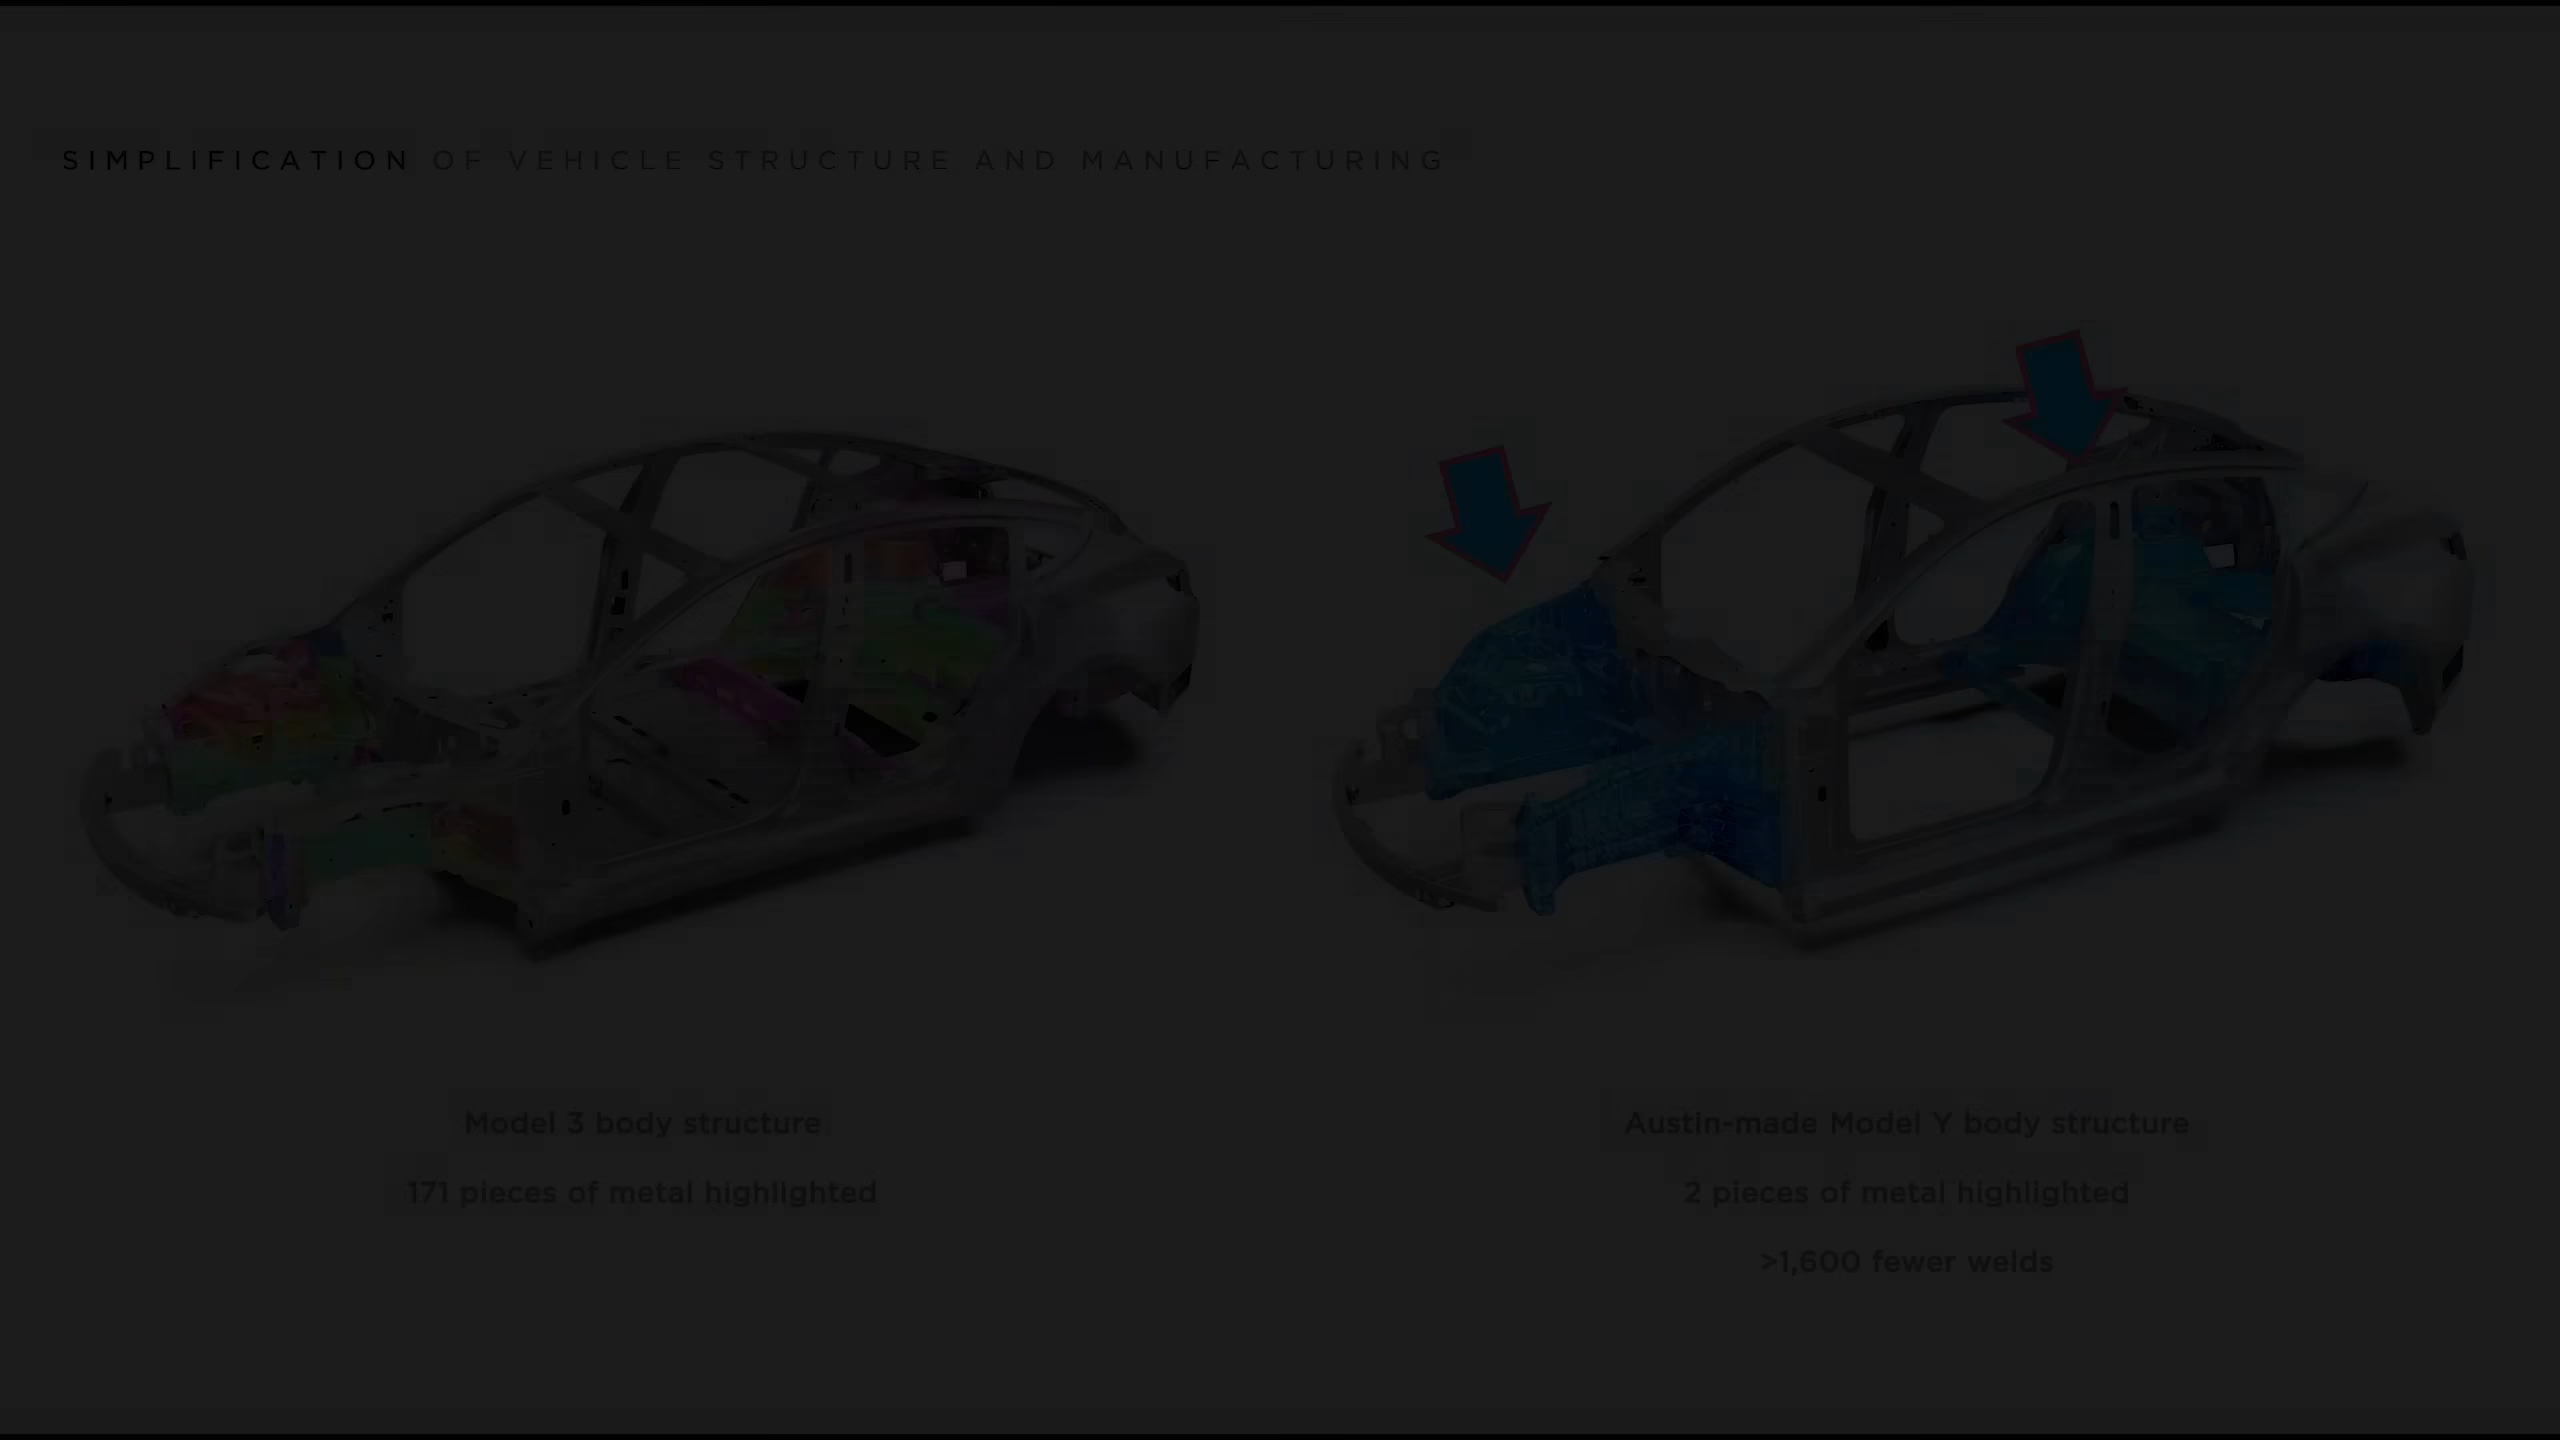 SIMPLIFICATION OF VEHICLE STRUCTURE AND MANUFACTURING
Model 3 body structure
171 pieces of metal highlighted
Austin-made Model Y body structure
2 pieces of metal highlighted
>1,600 fewer welds